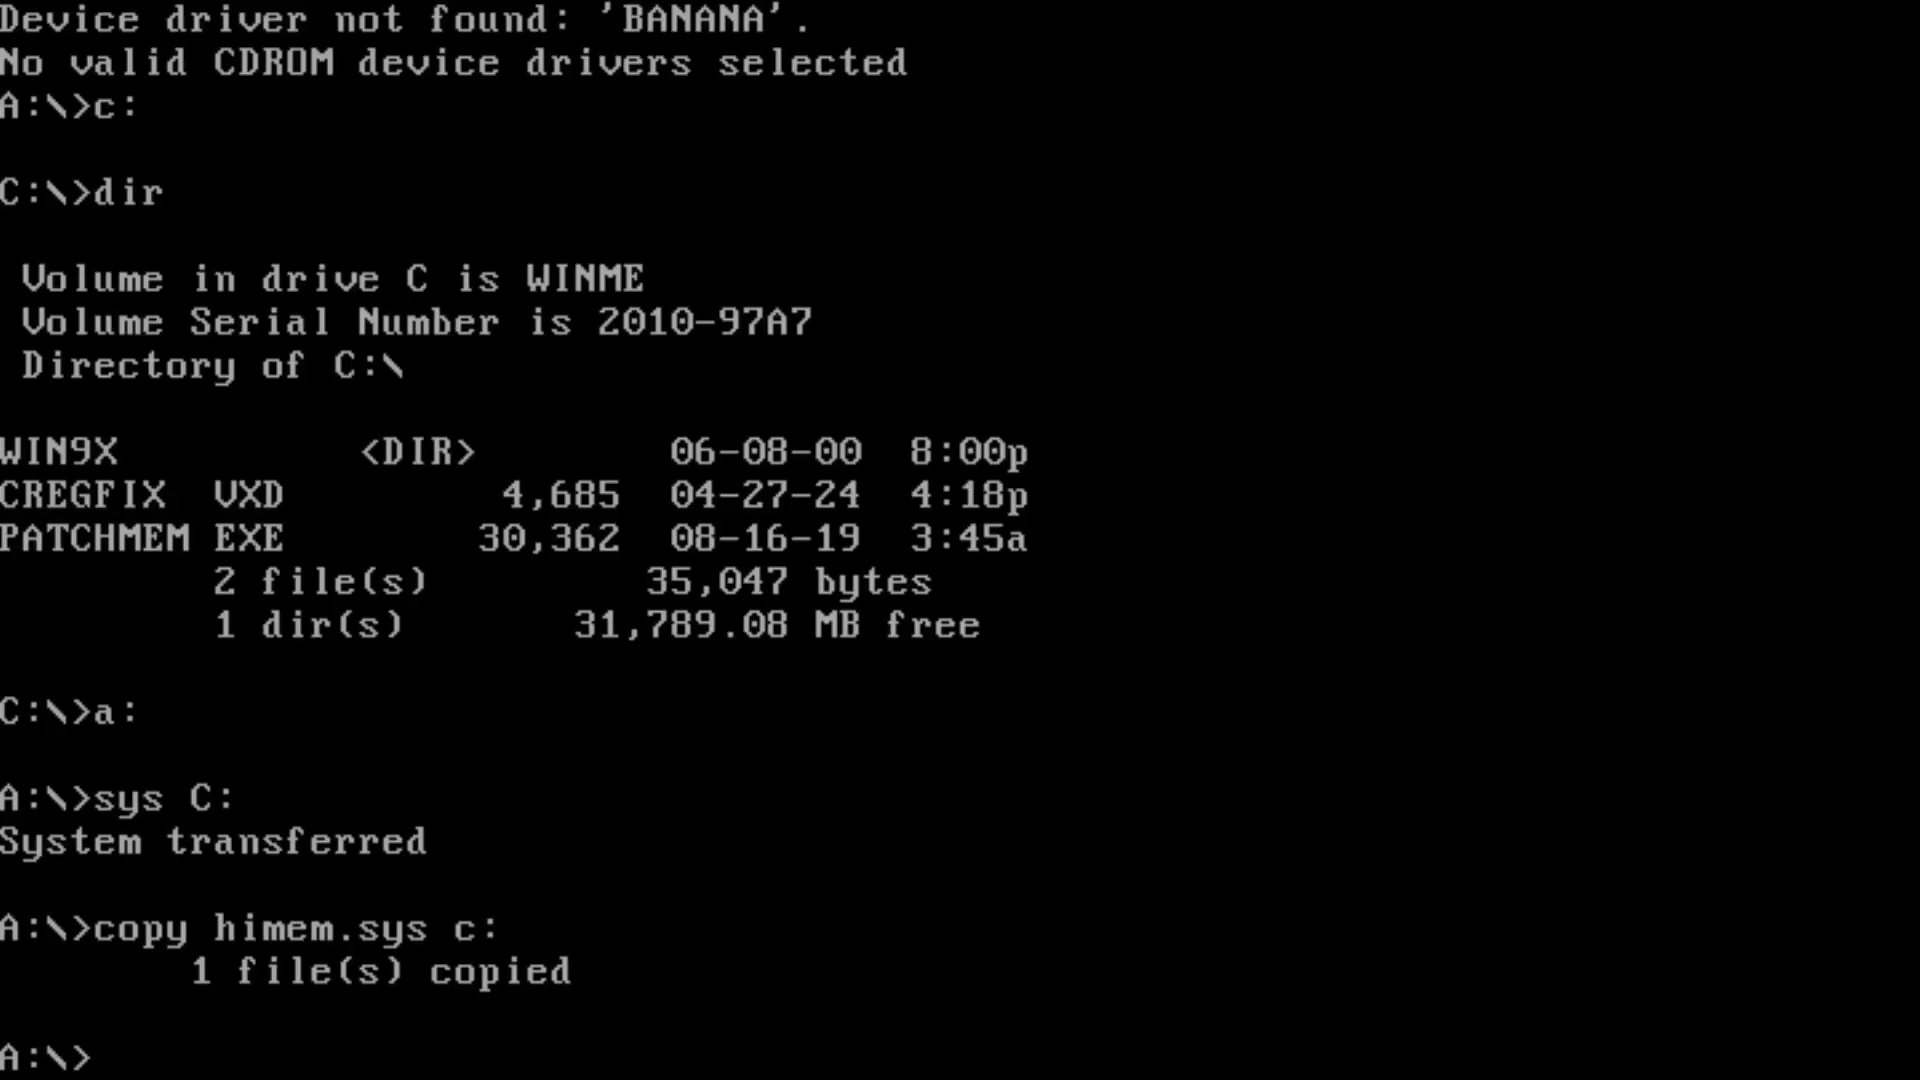 Device driver not found: 'BANANA'.
No valid CDROM device drivers selected
A:\>c:
C:\>dir
Volume in drive C is WINME
Volume Serial Number is 2010-97A7
Directory of C:\
WIN9X <DIR> 06-08-00 8:00p
CREGFIX VXD 4,685 04-27-24 4:18p
PATCHMEM EXE 30,362 08-16-19 3:45a
2 file(s) 35,047 bytes
1 dir(s) 31,789.08 MB free
C:\>a:
A:\>sys C:
System transferred
A:\>copy himem.sys c:
1 file(s) copied
A:\>